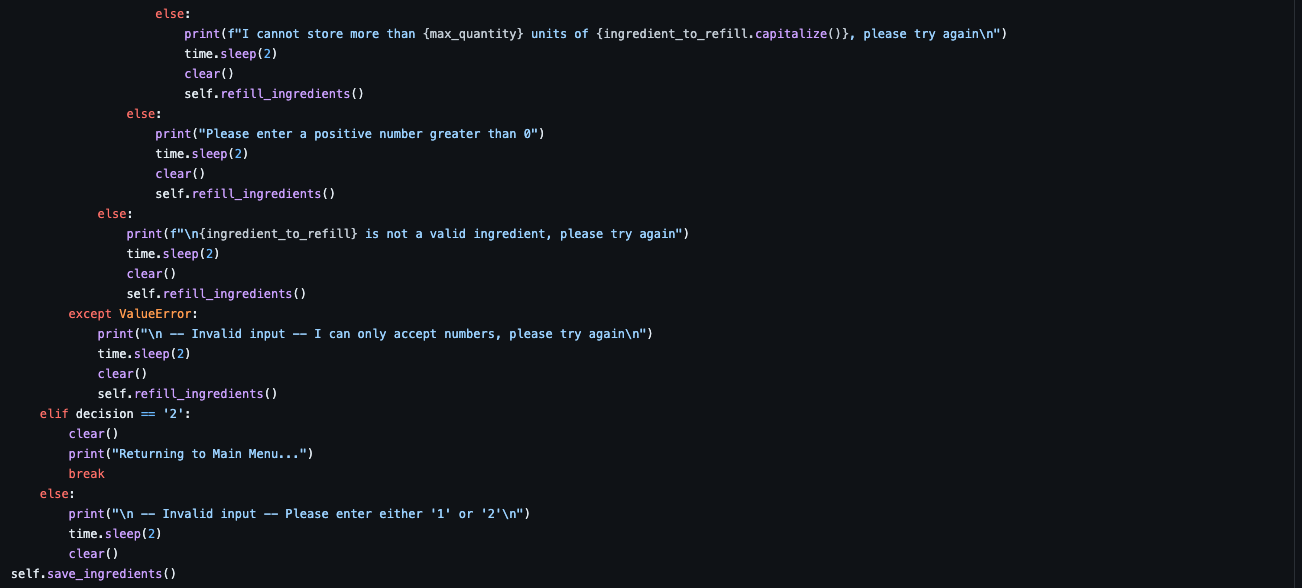 else:
print(f"I cannot store more than {max_quantity} units of {ingredient_to_refill.capitalize()}, please try again\n")
time.sleep(2)
clear()
self.refill_ingredients()
else:
print("Please enter a positive number greater than 0")
time.sleep(2)
clear()
self.refill_ingredients()
else:
print(f"\n{ingredient_to_refill} is not a valid ingredient, please try again")
time.sleep(2)
clear()
self.refill_ingredients()
except ValueError:
print("\n -- Invalid input -- I can only accept numbers, please try again\n")
time.sleep(2)
clear()
self.refill_ingredients()
elif decision == '2':
clear()
print("Returning to Main Menu...")
break
else:
print("\n -- Invalid input -- Please enter either '1' or '2'\n")
time.sleep(2)
clear()
self.save_ingredients()